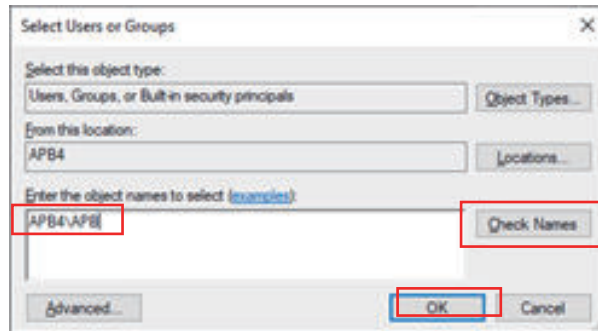 Select Users or Groups
Select this object type:
Users, Groups, or Built-in security principals
Object Types...
From this location:
APB4
Locations...
Enter the object names to select (examples):
APB4\APB
Check Names
Advanced...
OK
Cancel